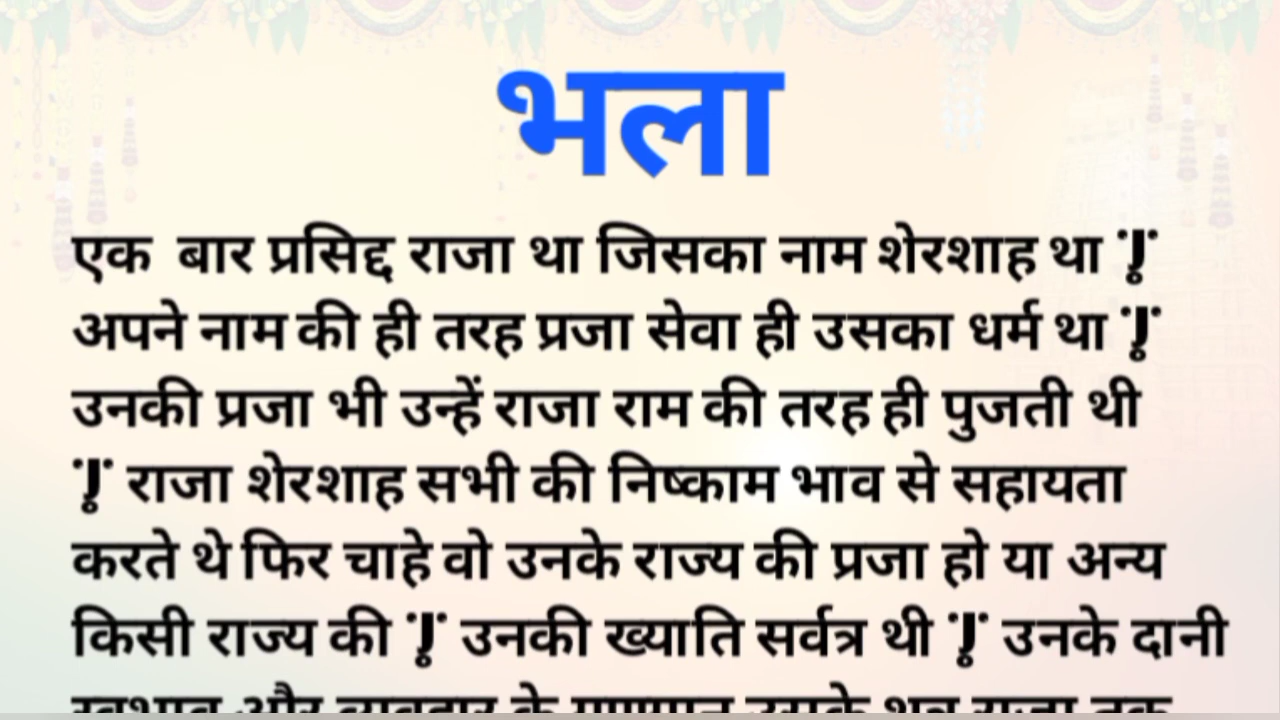 भला
एक बार प्रसिद्द राजा था जिसका नाम शेरशाह था
अपने नाम की ही तरह प्रजा सेवा ही उसका धर्म था
उनकी प्रजा भी उन्हें राजा राम की तरह ही पुजती थी
राजा शेरशाह सभी की निष्काम भाव से सहायता
करते थे फिर चाहे वो उनके राज्य की प्रजा हो या अन्य
किसी राज्य की उनकी ख्याति सर्वत्र थी उनके दानी